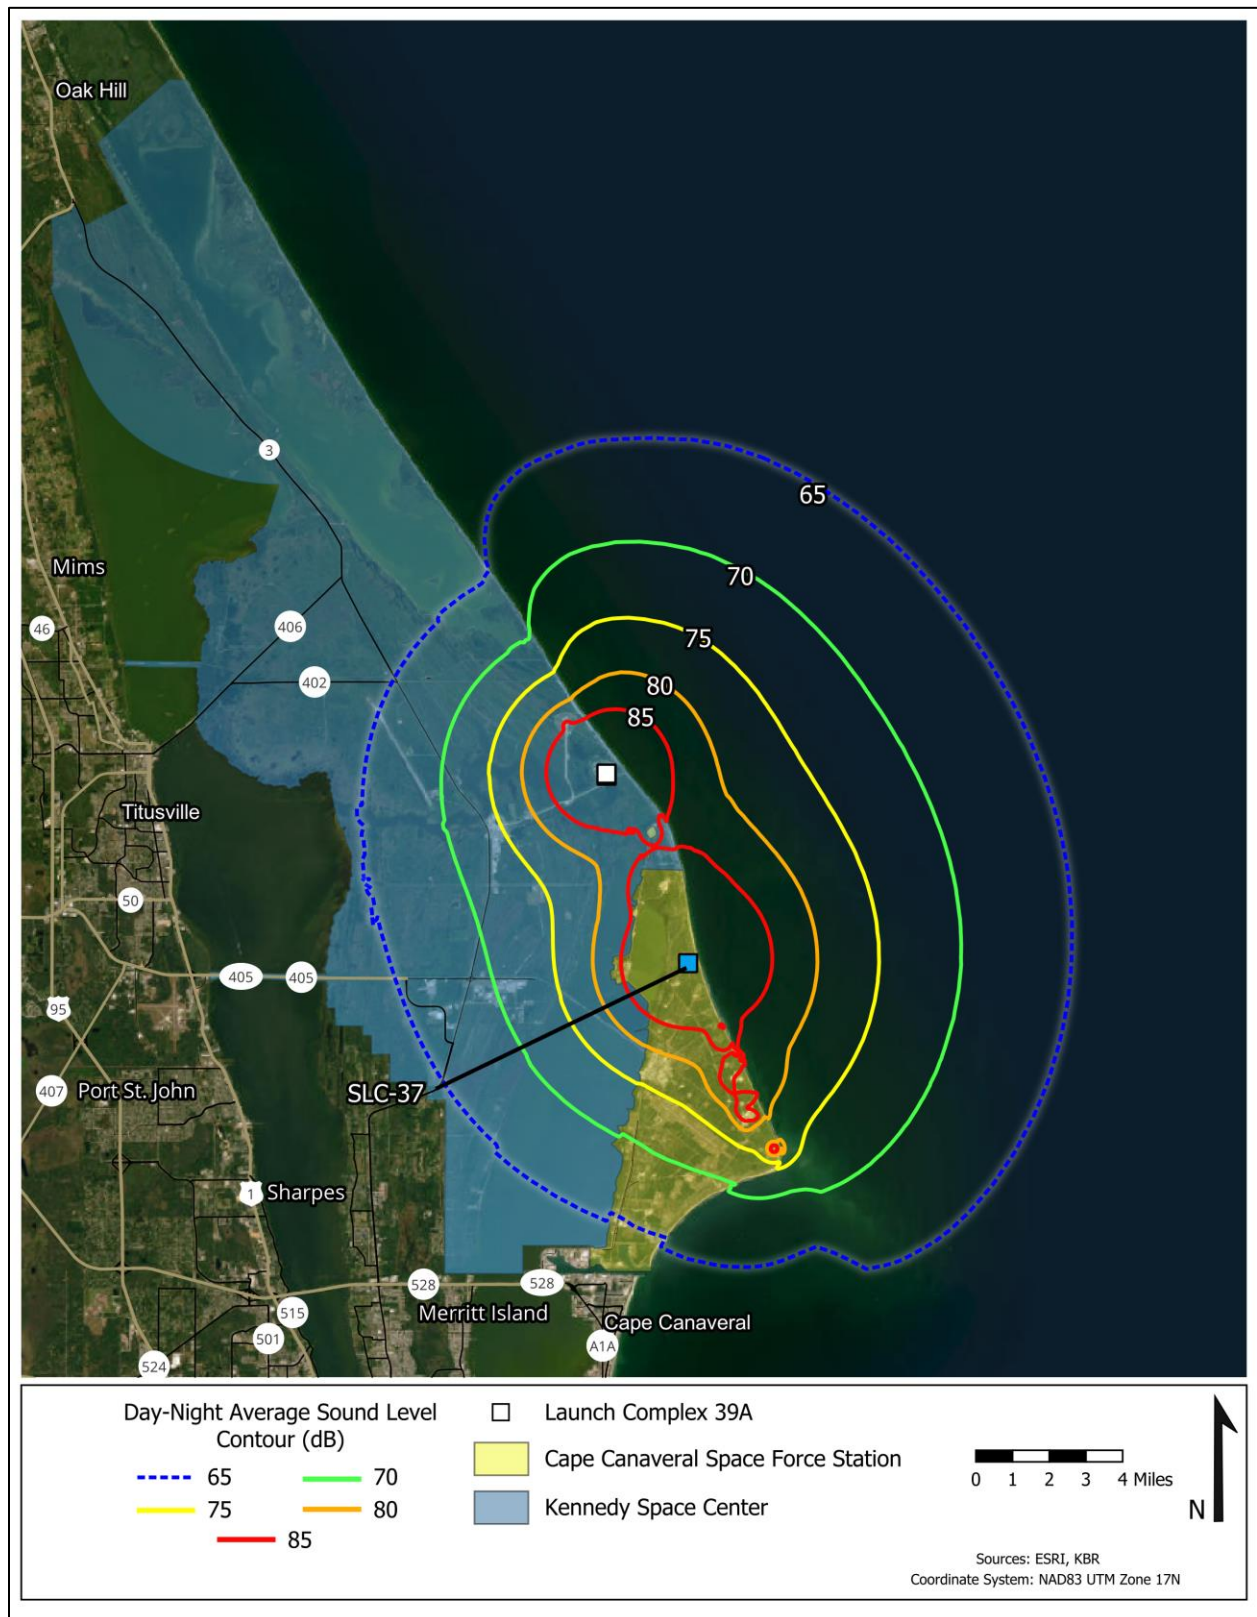 Oak Hill
3
65
Mims
70
46
406
75
402
80
85
Titusville
50
405
405
95
407
Port St. John
SLC-37
1
Sharpes
528
528
515
Merritt Island
Cape Canaveral
501
A1A
524
Day-Night Average Sound Level
Contour (dB)
65
70
75
80
85
Launch Complex 39A
Cape Canaveral Space Force Station
Kennedy Space Center
0 1 2 3 4 Miles
N
Sources: ESRI, KBR
Coordinate System: NAD83 UTM Zone 17N